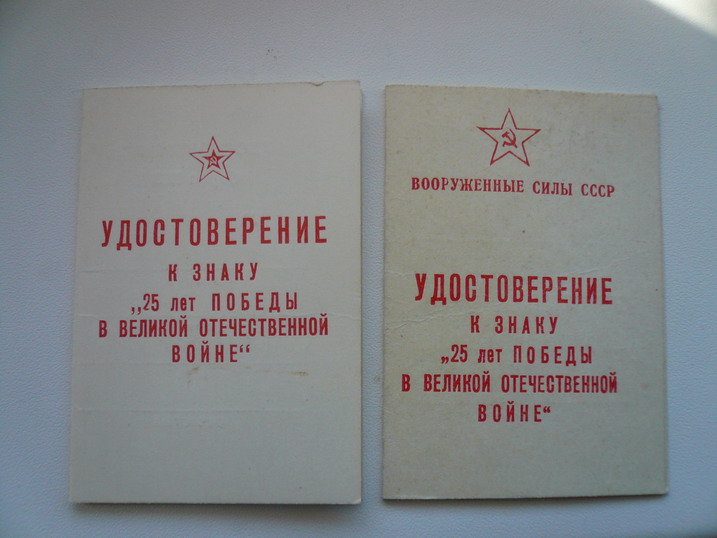 УДОСТОВЕРЕНИЕ
К ЗНАКУ
„25 лет ПОБЕДЫ
В ВЕЛИКОЙ ОТЕЧЕСТВЕННОЙ
ВОЙНЕ“
ВООРУЖЕННЫЕ СИЛЫ СССР
УДОСТОВЕРЕНИЕ
К ЗНАКУ
„25 лет ПОБЕДЫ
В ВЕЛИКОЙ ОТЕЧЕСТВЕННОЙ
ВОЙНЕ“